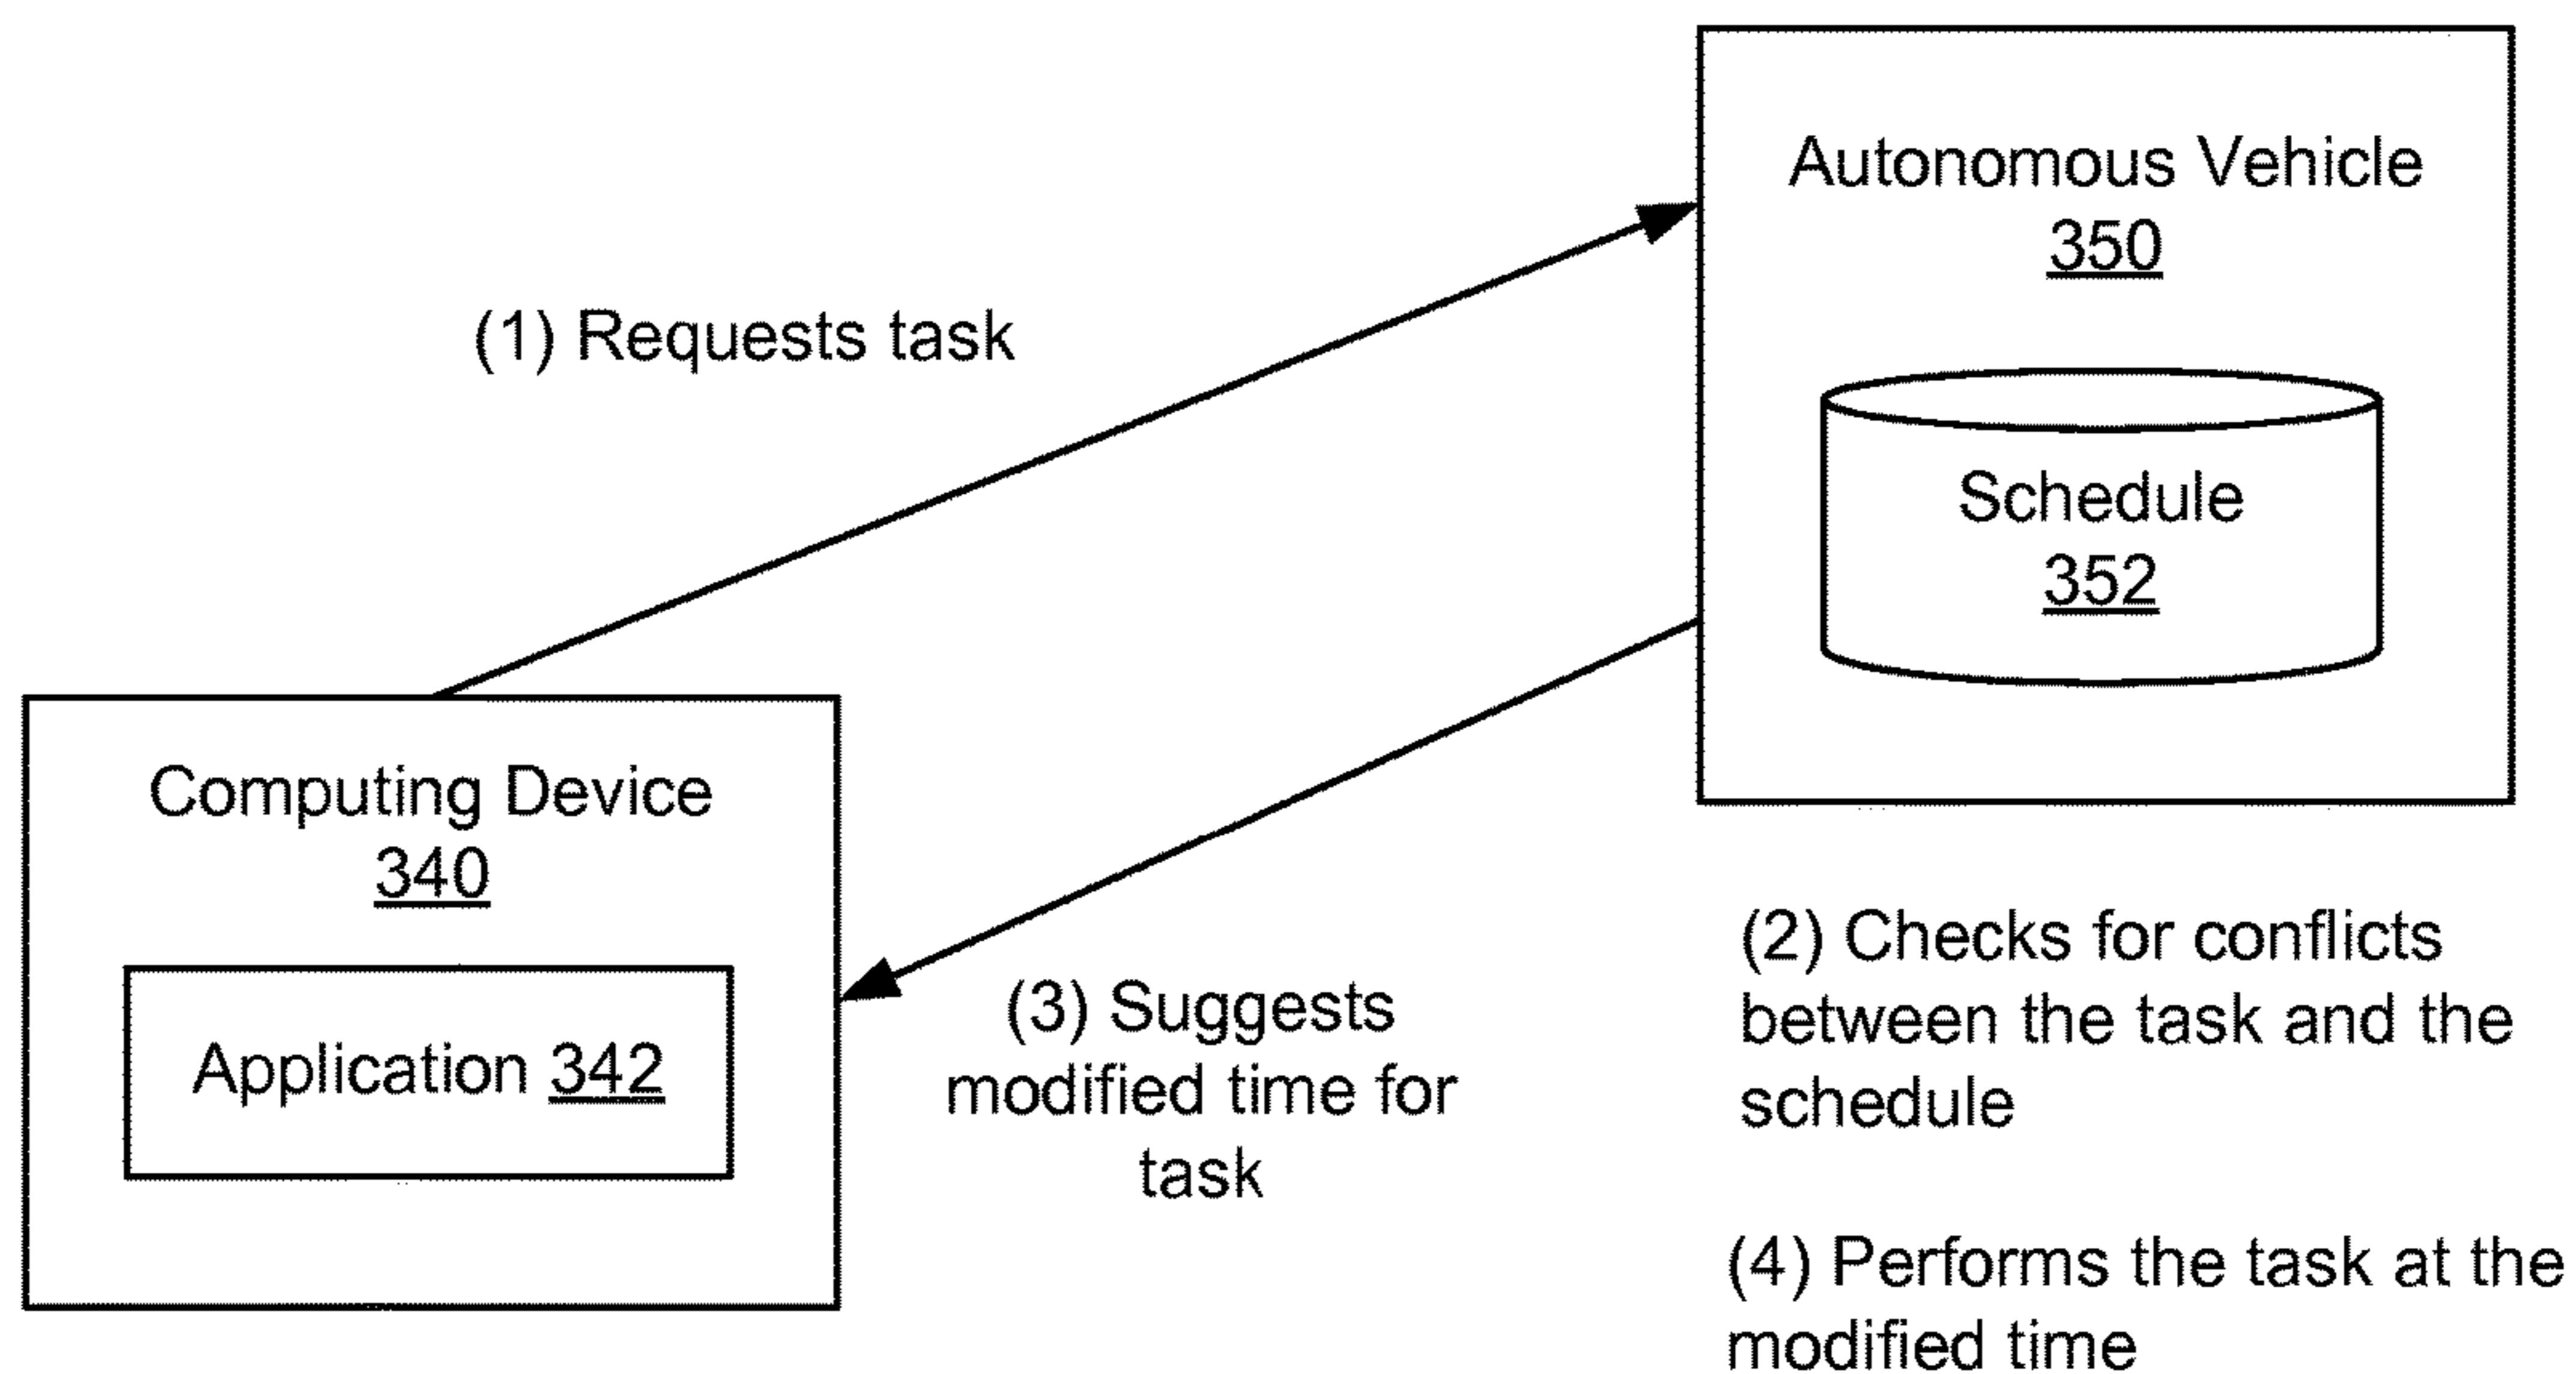 Autonomous Vehicle
350
(1) Requests task
Schedule
352
Computing Device
340
Application 342
(2) Checks for conflicts
between the task and the
schedule
(3) Suggests
modified time for
task
(4) Performs the task at the
modified time